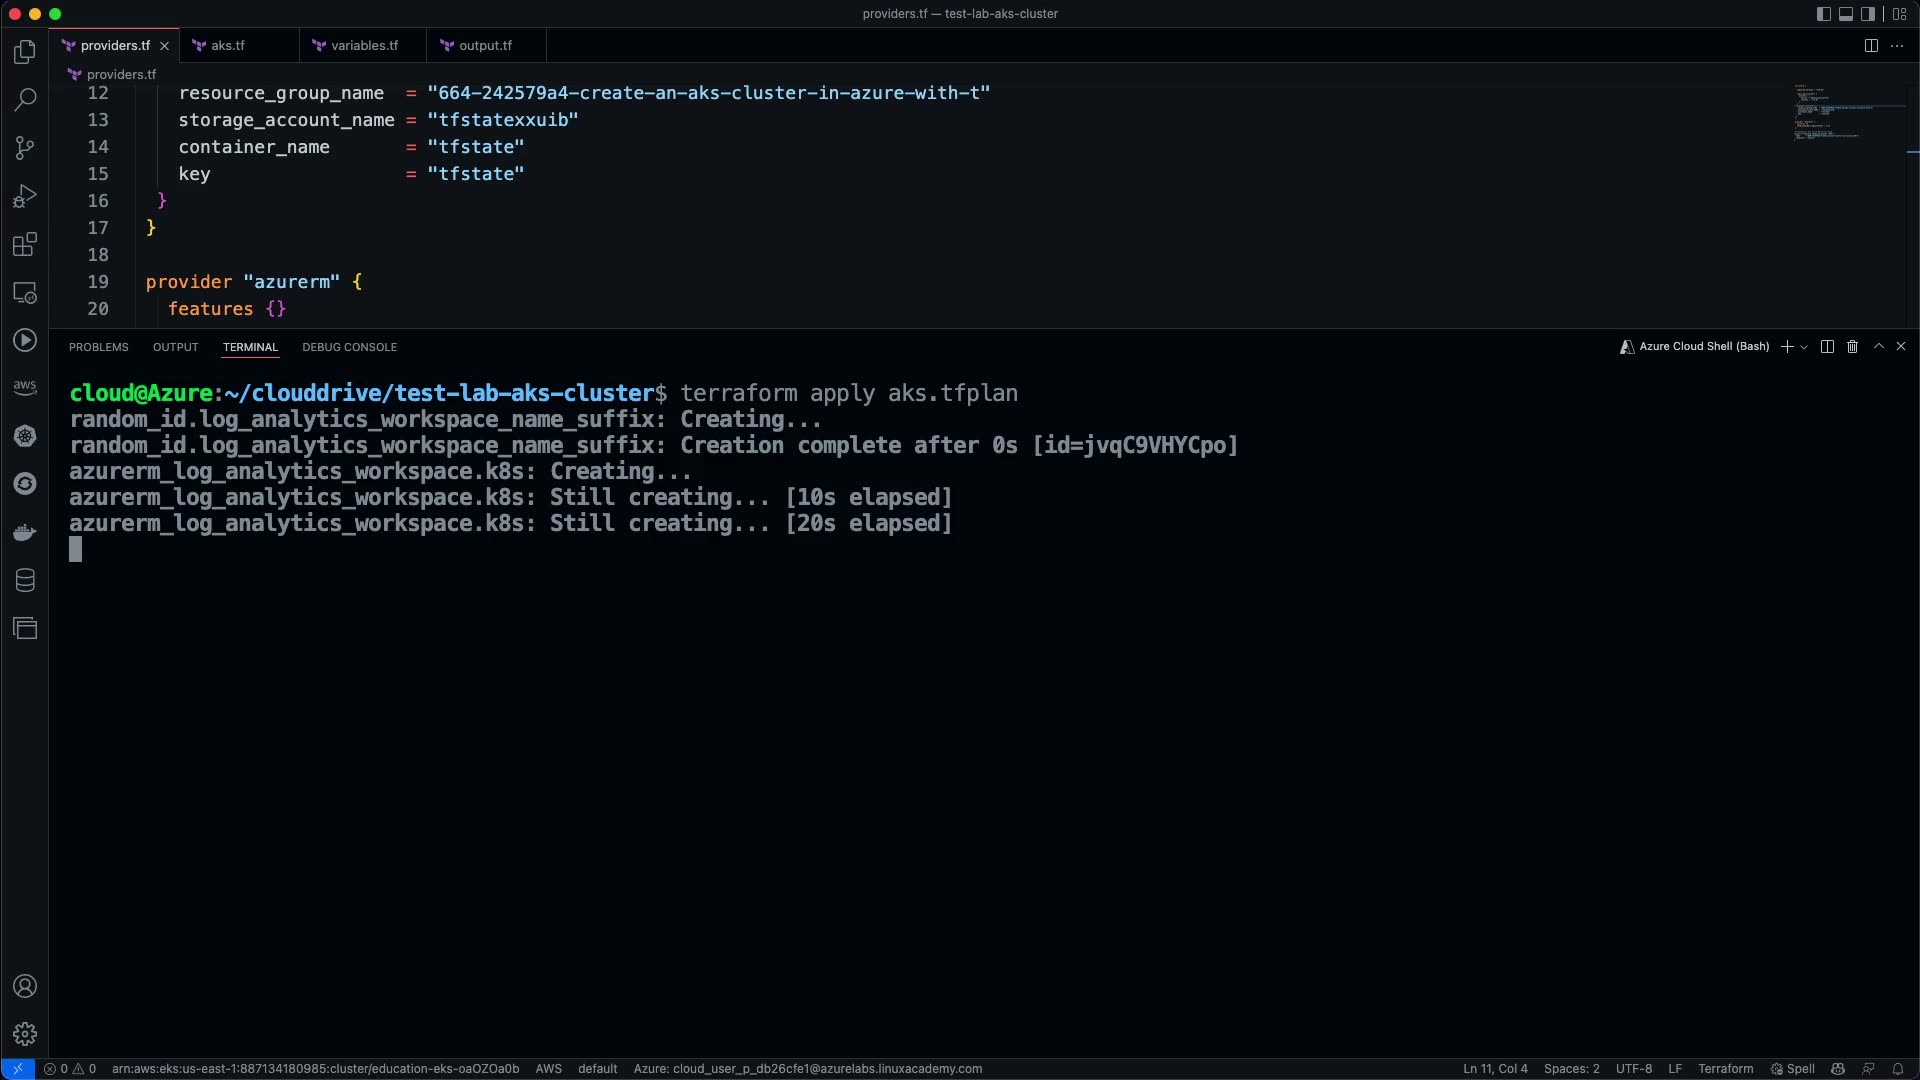 providers.tf — test-lab-aks-cluster
providers.tf aks.tf variables.tf output.tf
providers.tf
12 resource_group_name = "664-242579a4-create-an-aks-cluster-in-azure-with-t"
13 storage_account_name = "tfstatexxuib"
14 container_name = "tfstate"
15 key = "tfstate"
16 }
17 }
18
19 provider "azurerm" {
20 features {}
PROBLEMS OUTPUT TERMINAL DEBUG CONSOLE Azure Cloud Shell (Bash)
cloud@Azure:~/clouddrive/test-lab-aks-cluster$ terraform apply aks.tfplan
random_id.log_analytics_workspace_name_suffix: Creating...
random_id.log_analytics_workspace_name_suffix: Creation complete after 0s [id=jvqC9VHYCpo]
azurerm_log_analytics_workspace.k8s: Creating...
azurerm_log_analytics_workspace.k8s: Still creating... [10s elapsed]
azurerm_log_analytics_workspace.k8s: Still creating... [20s elapsed]
aws
0 0 arn:aws:eks:us-east-1:887134180985:cluster/education-eks-oaOZOa0b AWS default Azure: cloud_user_p_db26cfe1@azurelabs.linuxacademy.com Ln 11, Col 4 Spaces: 2 UTF-8 LF Terraform Spell